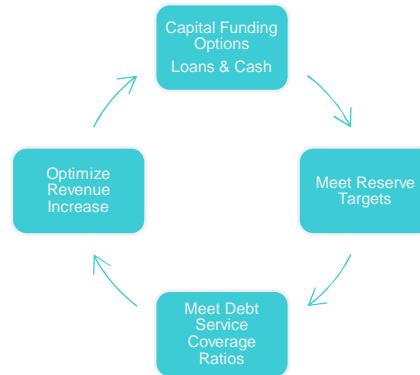 Capital Funding
Options
Loans & Cash
Meet Reserve
Targets
Meet Debt
Service
Coverage
Ratios
Optimize
Revenue
Increase